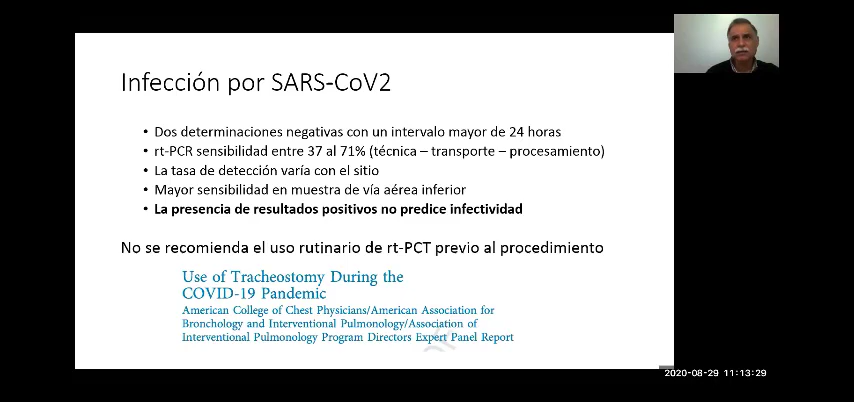 Infección por SARS-CoV2
• Dos determinaciones negativas con un intervalo mayor de 24 horas
• rt-PCR sensibilidad entre 37 al 71% (técnica – transporte – procesamiento)
• La tasa de detección varía con el sitio
• Mayor sensibilidad en muestra de vía aérea inferior
• La presencia de resultados positivos no predice infectividad
No se recomienda el uso rutinario de rt-PCT previo al procedimiento
Use of Tracheostomy During the
COVID-19 Pandemic
American College of Chest Physicians/American Association for
Bronchology and Interventional Pulmonology/Association of
Interventional Pulmonology Program Directors Expert Panel Report
2020-08-29 11:13:29